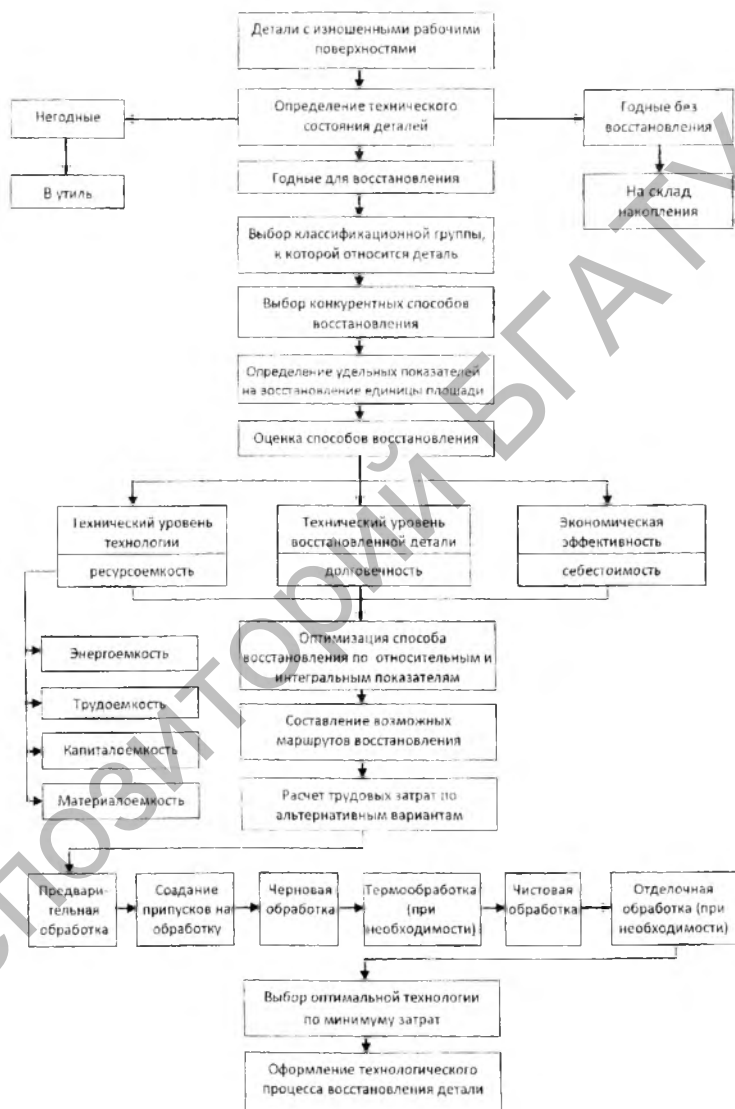 Детали с изношенными рабочими
поверхностями
Негодные
Определение технического
состояния деталей
Годные без
восстановления
В утиль
Годные для восстановления
На склад
накопления
Выбор классификационной группы,
к которой относится деталь
Выбор конкурентных способов
восстановления
Определение удельных показателей
на восстановление единицы площади
Оценка способов восстановления
Технический уровень
технологии
ресурсоемкость
Технический уровень
восстановленной детали
долговечность
Экономическая
эффективность
себестоимость
Энергоемкость
Трудоемкость
Капиталоемкость
Материалоемкость
Оптимизация способа
восстановления по относительным и
интегральным показателям
Составление возможных
маршрутов восстановления
Расчет трудовых затрат по
альтернативным вариантам
Предвари-
тельная
обработка
Создание
припусков на
обработку
Черновая
обработка
Термообработка
(при
необходимости)
Чистовая
обработка
Отделочная
обработка (при
необходимости)
Выбор оптимальной технологии
по минимуму затрат
Оформление технологического
процесса восстановления детали
позиторий БГАТУ